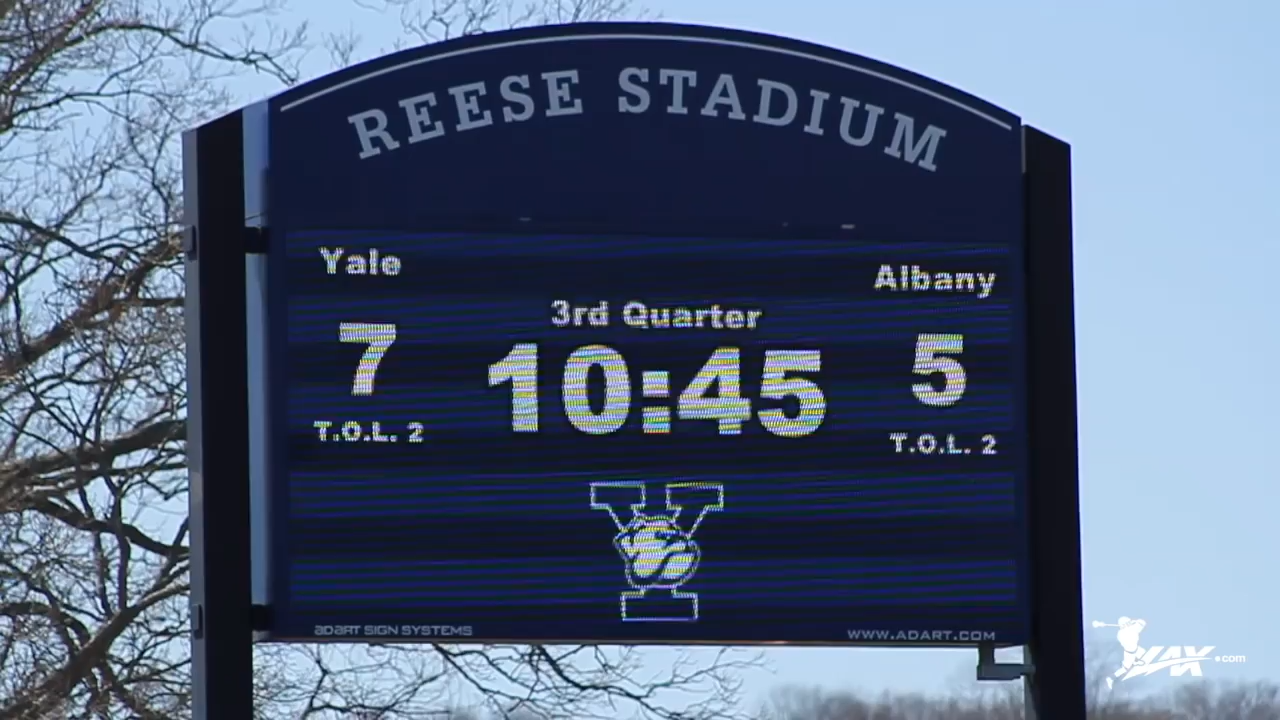 REESE STADIUM
Yale
Albany
3rd Quarter
7
10:45
5
T.O.L. 2
T.O.L. 2
ADART SIGN SYSTEMS
WWW.ADART.COM
LAX.com